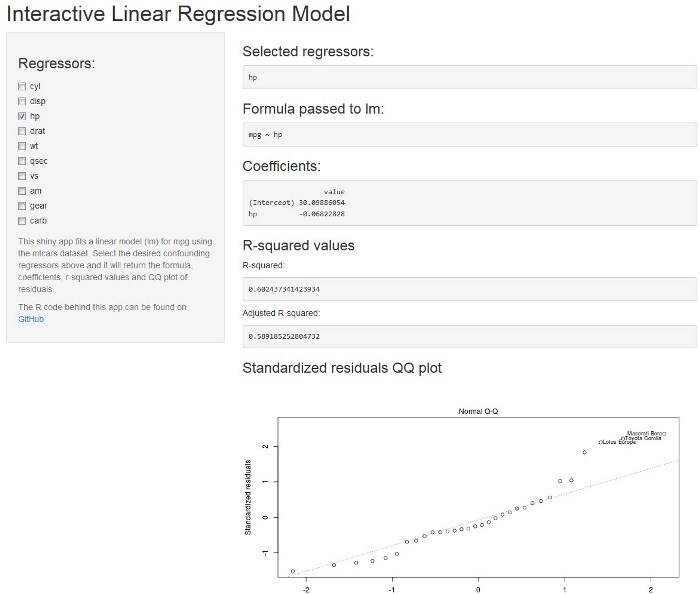 Interactive Linear Regression Model
Regressors:
cyl
disp
hp
drat
wt
qsec
vs
am
gear
carb
This shiny app fits a linear model (lm) for mpg using
the mtcars dataset. Select the desired confounding
regressors above and it will return the formula,
coefficients, r-squared values and QQ plot of
residuals.
The R code behind this app can be found on
GitHub
Selected regressors:
hp
Formula passed to lm:
mpg ~ hp
Coefficients:
value
(Intercept) 30.09886054
hp -0.06822828
R-squared values
R-squared:
0.602437341423934
Adjusted R-squared:
0.589185252804732
Standardized residuals QQ plot
Normal Q-Q
Standardized residuals
2
1
0
-1
Maserati Bora
Toyota Corolla
Lotus Europa
-2 -1 0 1 2